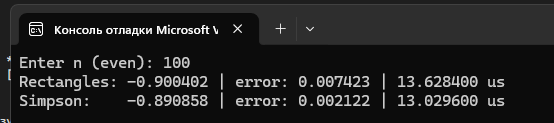 Консоль отладки Microsoft V
Enter n (even): 100
Rectangles: -0.900402 | error: 0.007423 | 13.628400 us
Simpson:    -0.890858 | error: 0.002122 | 13.029600 us